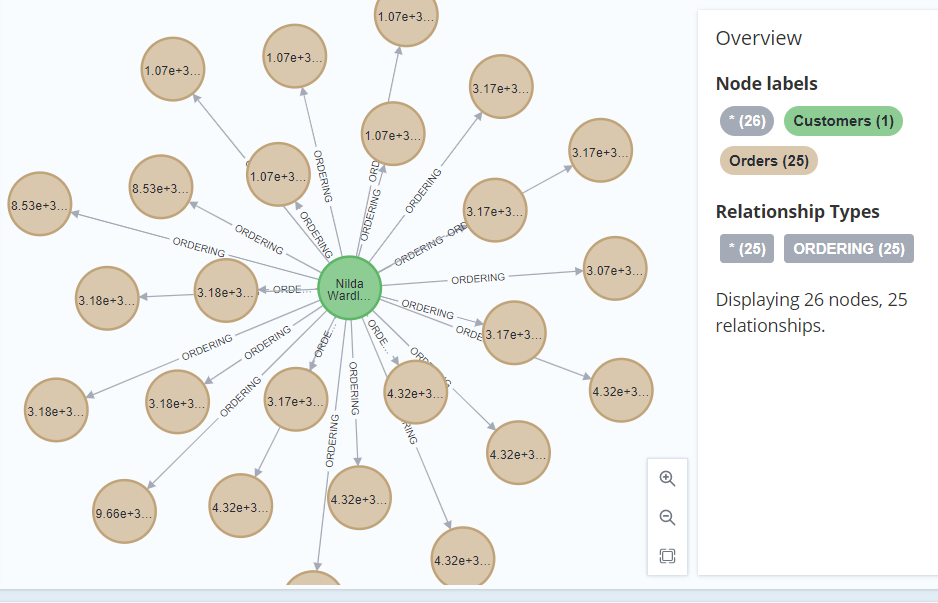 1.07e+3...
1.07e+3...
1.07e+3...
3.17e+3...
1.07e+3...
3.17e+3...
1.07e+3...
8.53e+3...
8.53e+3...
3.17e+3...
3.07e+3...
3.18e+3...
3.18e+3...
Nilda
Wardl...
3.17e+3...
4.32e+3...
3.18e+3...
3.18e+3...
3.17e+3...
4.32e+3...
4.32e+3...
9.66e+3...
4.32e+3...
4.32e+3...
4.32e+3...
ORDERING
ORDERING
ORD
ORDERING
ORDERING
ORDERING
ORDERING
ORDERING
ORD
ORDERING
ORDE...
ORDERING
ORDE
ORDERING
ORDERING
ORDERING
ORDE...
ORDERING
ORDERING
ORDE...
ORD
RING
Overview
Node labels
* (26)
Customers (1)
Orders (25)
Relationship Types
* (25)
ORDERING (25)
Displaying 26 nodes, 25
relationships.